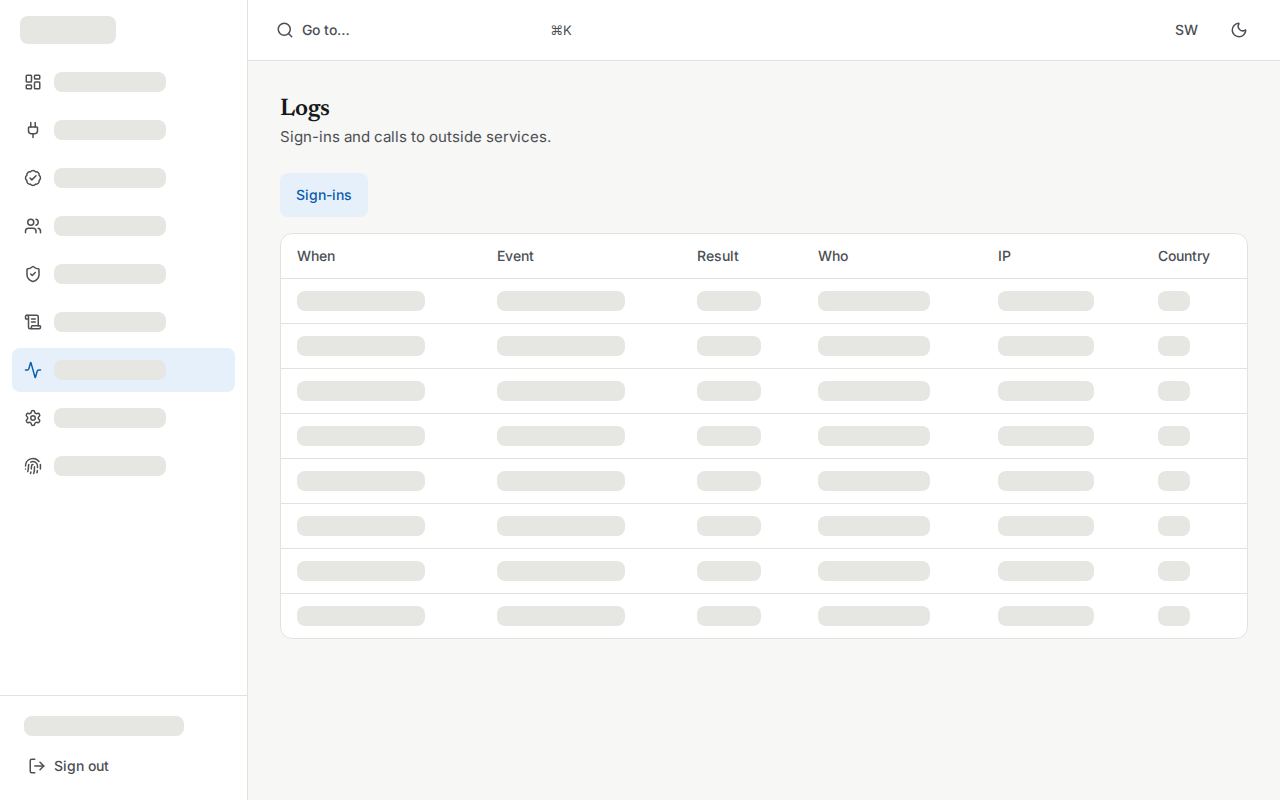 Go to...
⌘K
SW
Logs
Sign-ins and calls to outside services.
Sign-ins
When Event Result Who IP Country
Sign out